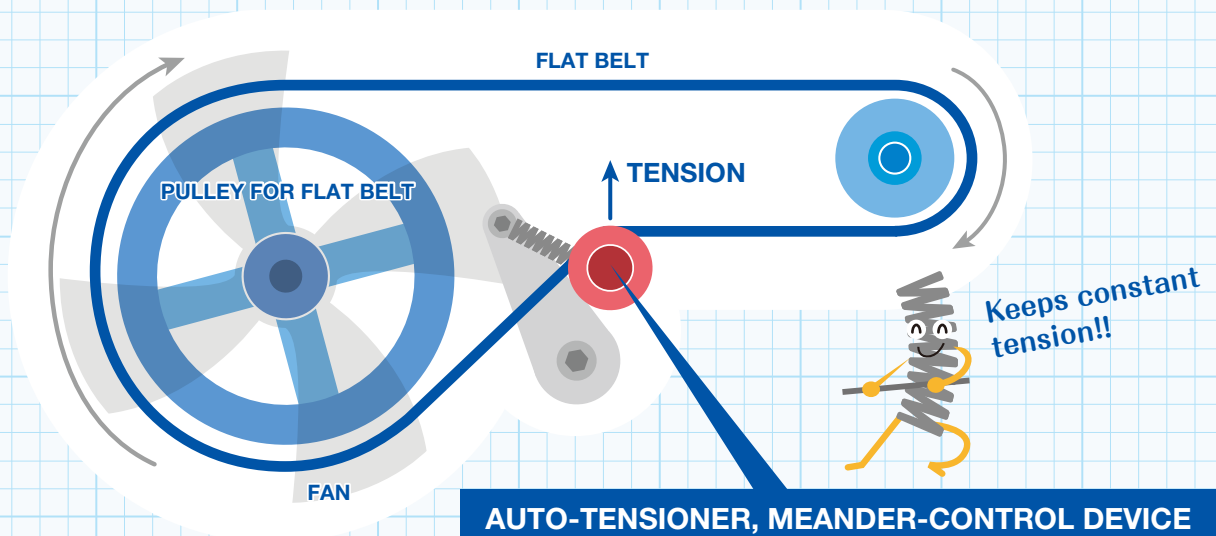 FLAT BELT
PULLEY FOR FLAT BELT
TENSION
Keeps constant
tension!!
FAN
AUTO-TENSIONER, MEANDER-CONTROL DEVICE